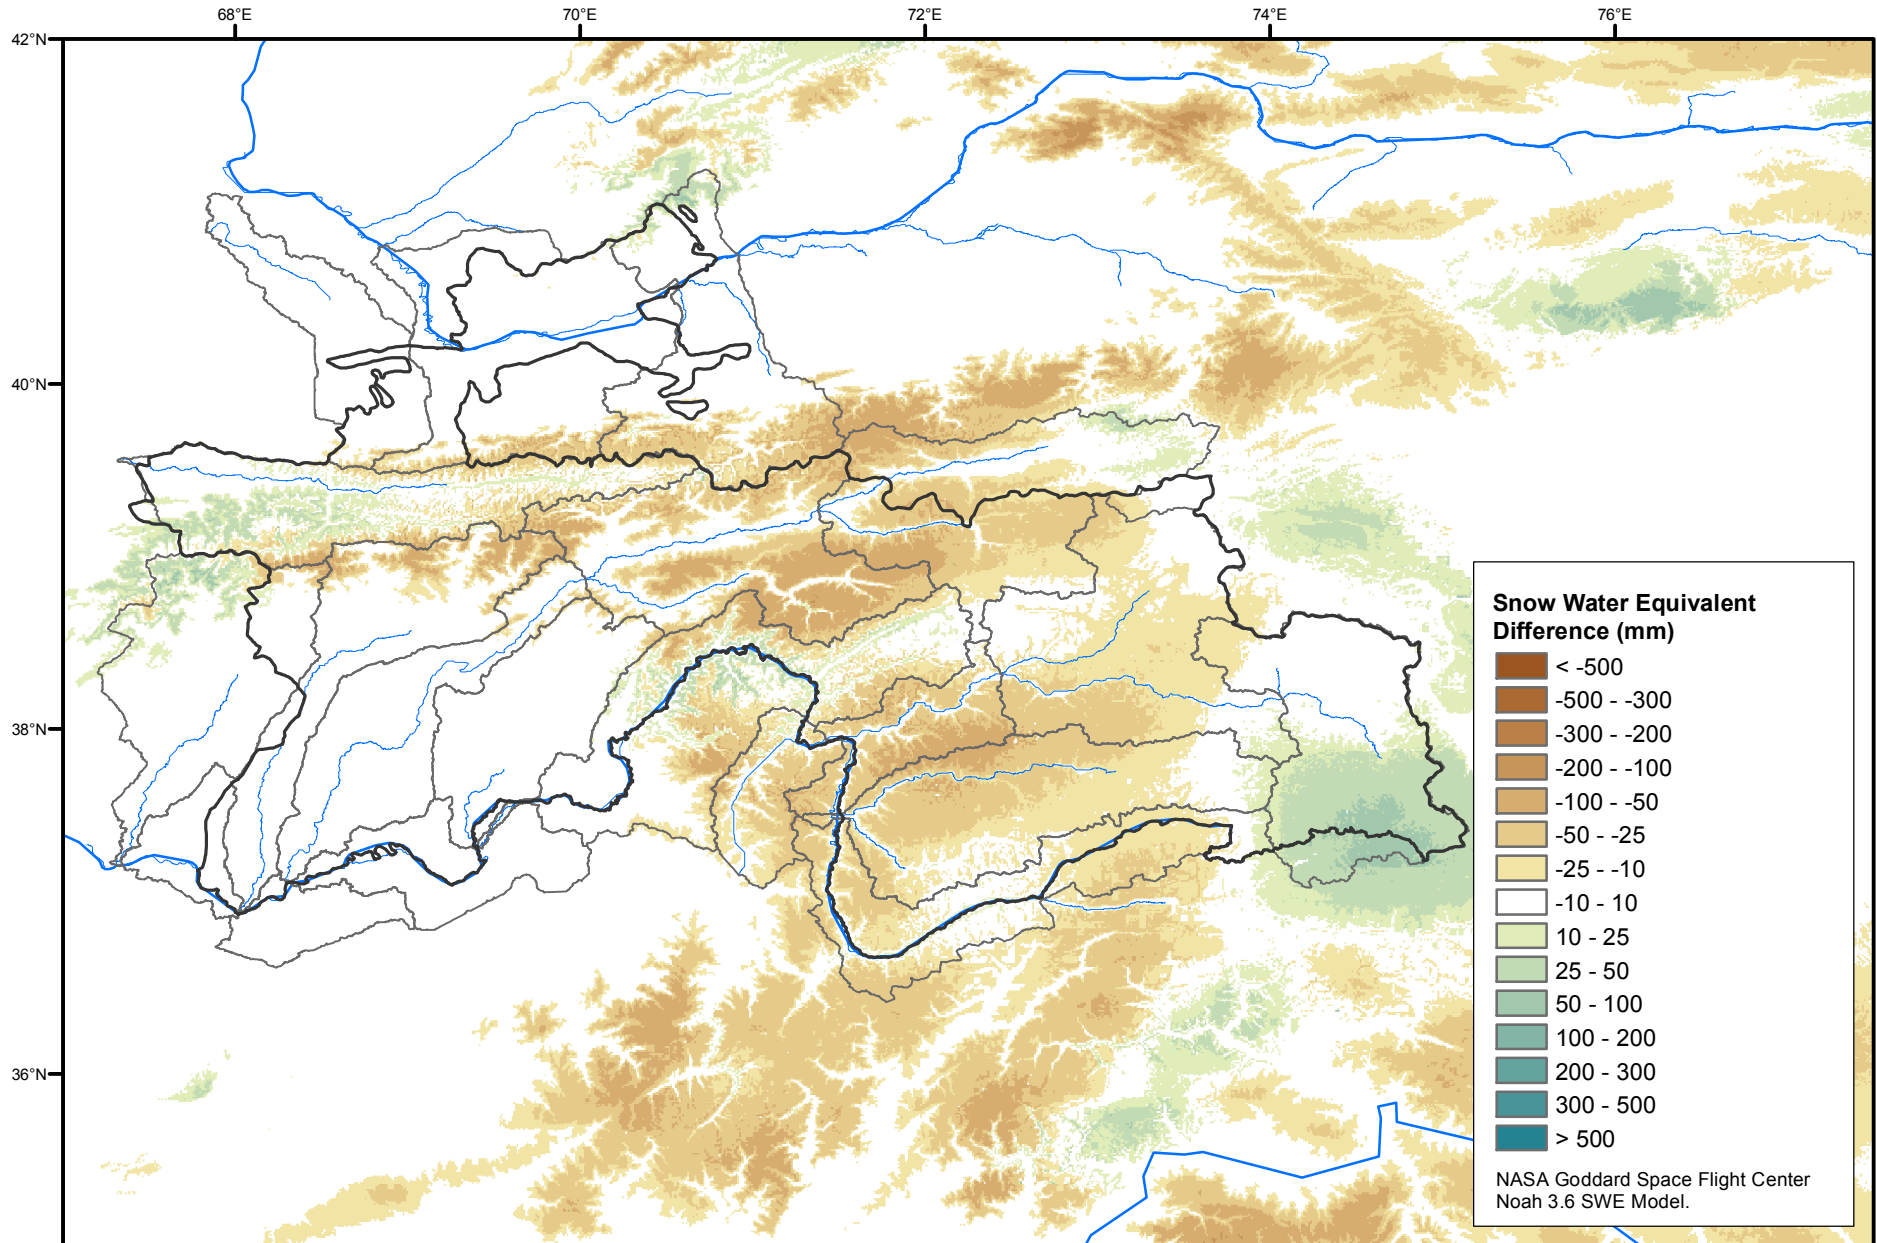 68°E
70°E
72°E
74°E
76°E
42°N
40°N
38°N
36°N
Snow Water Equivalent
Difference (mm)
< -500
-500 - -300
-300 - -200
-200 - -100
-100 - -50
-50 - -25
-25 - -10
-10 - 10
10 - 25
25 - 50
50 - 100
100 - 200
200 - 300
300 - 500
> 500
NASA Goddard Space Flight Center
Noah 3.6 SWE Model.